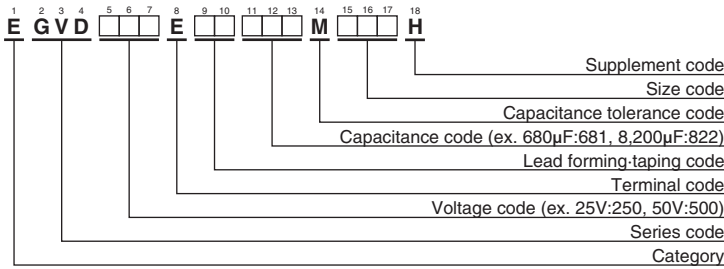 1 2 3 4 5 6 7 8 9 10 11 12 13 14 15 16 17 18
E G V D E M H
Supplement code
Size code
Capacitance tolerance code
Capacitance code (ex. 680µF:681, 8,200µF:822)
Lead forming·taping code
Terminal code
Voltage code (ex. 25V:250, 50V:500)
Series code
Category